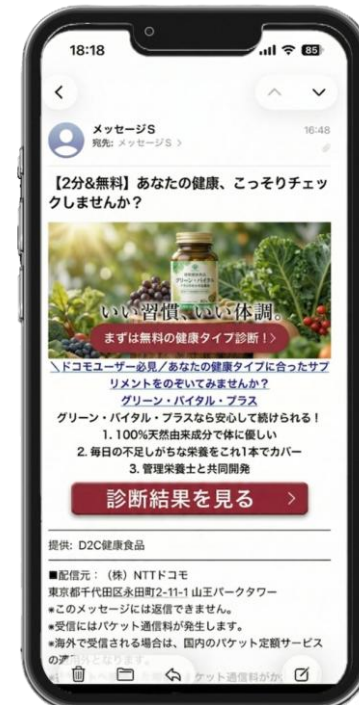 18:18
85
メッセージS
16:48
宛先: メッセージS >
【2分&無料】あなたの健康、こっそりチェッ
クしませんか？
グリーン・バイタル
いい習慣、いい体調。
まずは無料の健康タイプ診断！>
＼ドコモユーザー必見／あなたの健康タイプに合ったサプ
リメントをのぞいてみませんか？
グリーン・バイタル・プラス
グリーン・バイタル・プラスなら安心して続けられる！
1. 100%天然由来成分で体に優しい
2. 毎日の不足しがちな栄養をこれ1本でカバー
3. 管理栄養士と共同開発
診断結果を見る >
提供: D2C健康食品
■配信元：（株）NTTドコモ
東京都千代田区永田町2-11-1 山王パークタワー
*このメッセージには返信できません。
*受信にはパケット通信料が発生します。
*海外で受信される場合は、国内のパケット定額サービス
の適用外となります。
ケット通信料がか